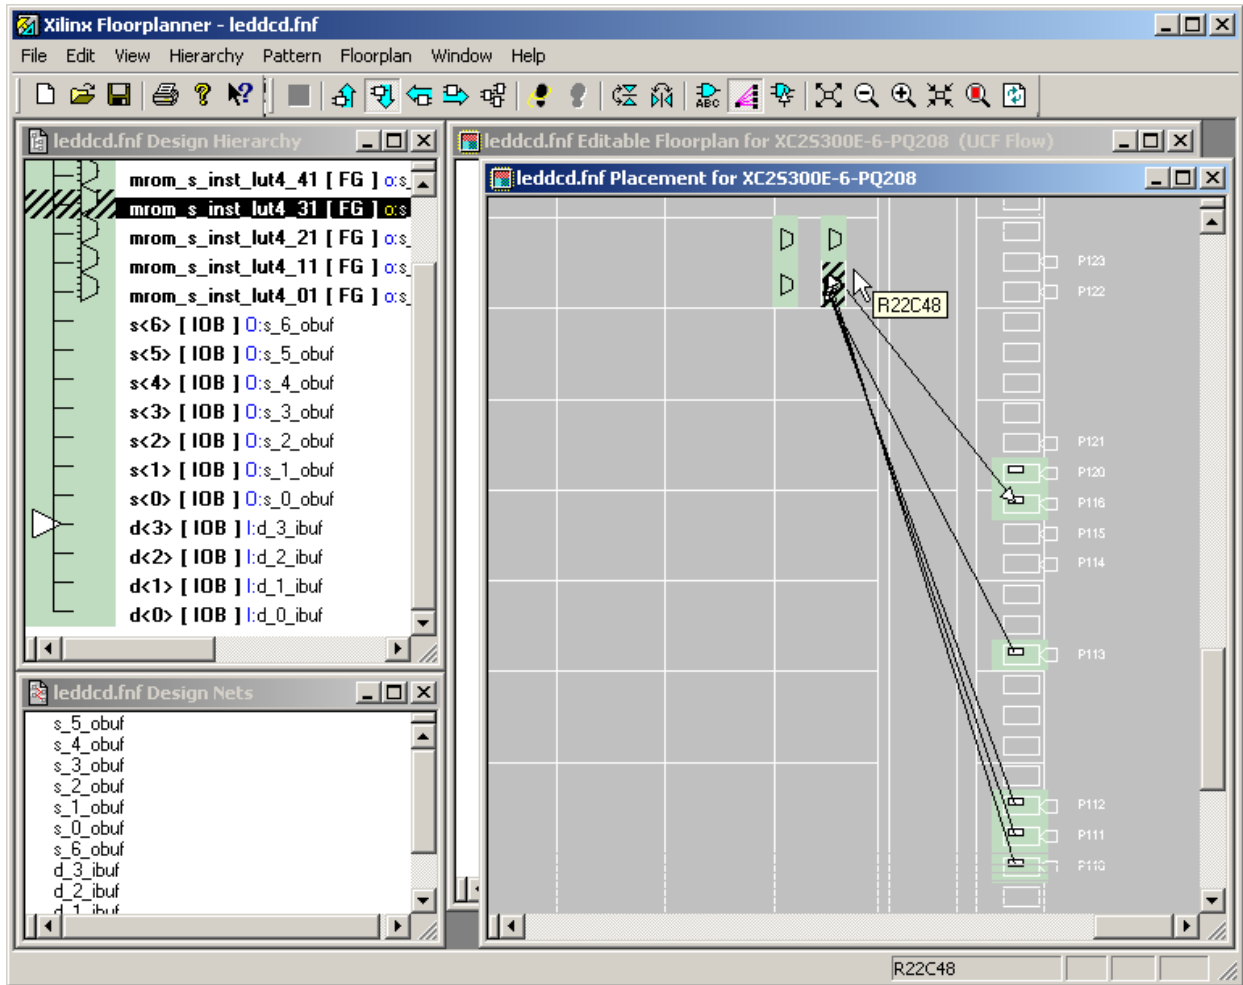 Xilinx Floorplanner - leddcd.fnf
File Edit View Hierarchy Pattern Floorplan Window Help
ABC
leddcd.fnf Design Hierarchy
mrom_s_inst_lut4_41 [ FG ] o:s_
mrom_s_inst_lut4_31 [ FG ] o:s
mrom_s_inst_lut4_21 [ FG ] o:s_
mrom_s_inst_lut4_11 [ FG ] o:s_
mrom_s_inst_lut4_01 [ FG ] o:s_
s<6> [ IOB ] O:s_6_obuf
s<5> [ IOB ] O:s_5_obuf
s<4> [ IOB ] O:s_4_obuf
s<3> [ IOB ] O:s_3_obuf
s<2> [ IOB ] O:s_2_obuf
s<1> [ IOB ] O:s_1_obuf
s<0> [ IOB ] O:s_0_obuf
d<3> [ IOB ] I:d_3_ibuf
d<2> [ IOB ] I:d_2_ibuf
d<1> [ IOB ] I:d_1_ibuf
d<0> [ IOB ] I:d_0_ibuf
leddcd.fnf Design Nets
s_5_obuf
s_4_obuf
s_3_obuf
s_2_obuf
s_1_obuf
s_0_obuf
s_6_obuf
d_3_ibuf
d_2_ibuf
d_1_ibuf
leddcd.fnf Editable Floorplan for XC2S300E-6-PQ208 (UCF Flow)
leddcd.fnf Placement for XC2S300E-6-PQ208
P123
P122
R22C48
P121
P120
P116
P115
P114
P113
P112
P111
P110
R22C48